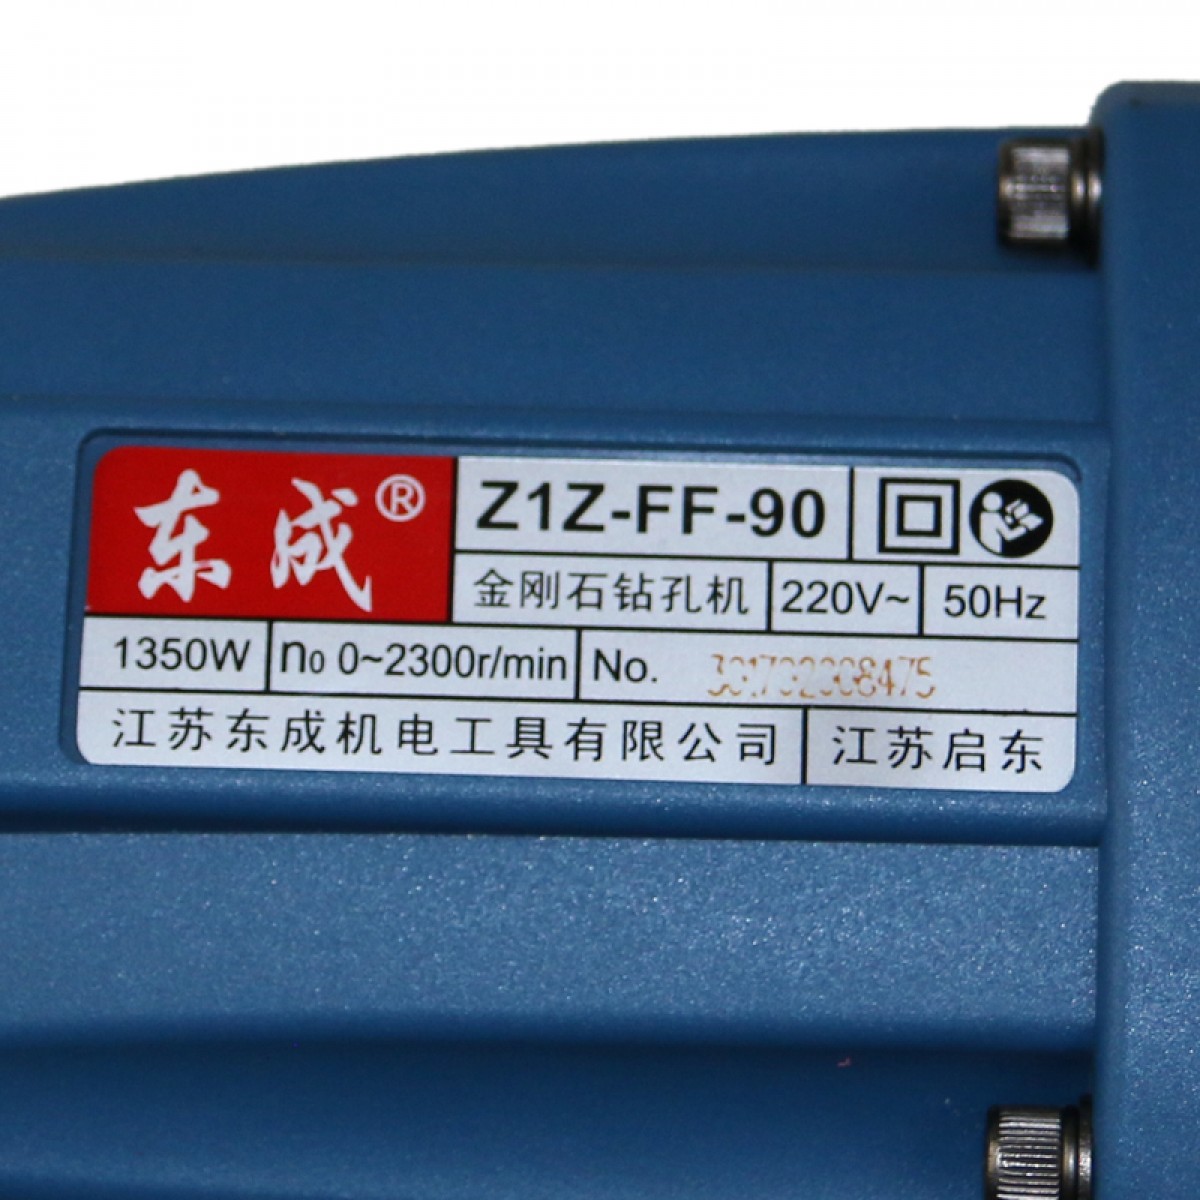 东成®
Z1Z-FF-90
金刚石钻孔机 220V~ 50Hz
1350W n₀ 0~2300r/min No.
江苏东成机电工具有限公司 江苏启东